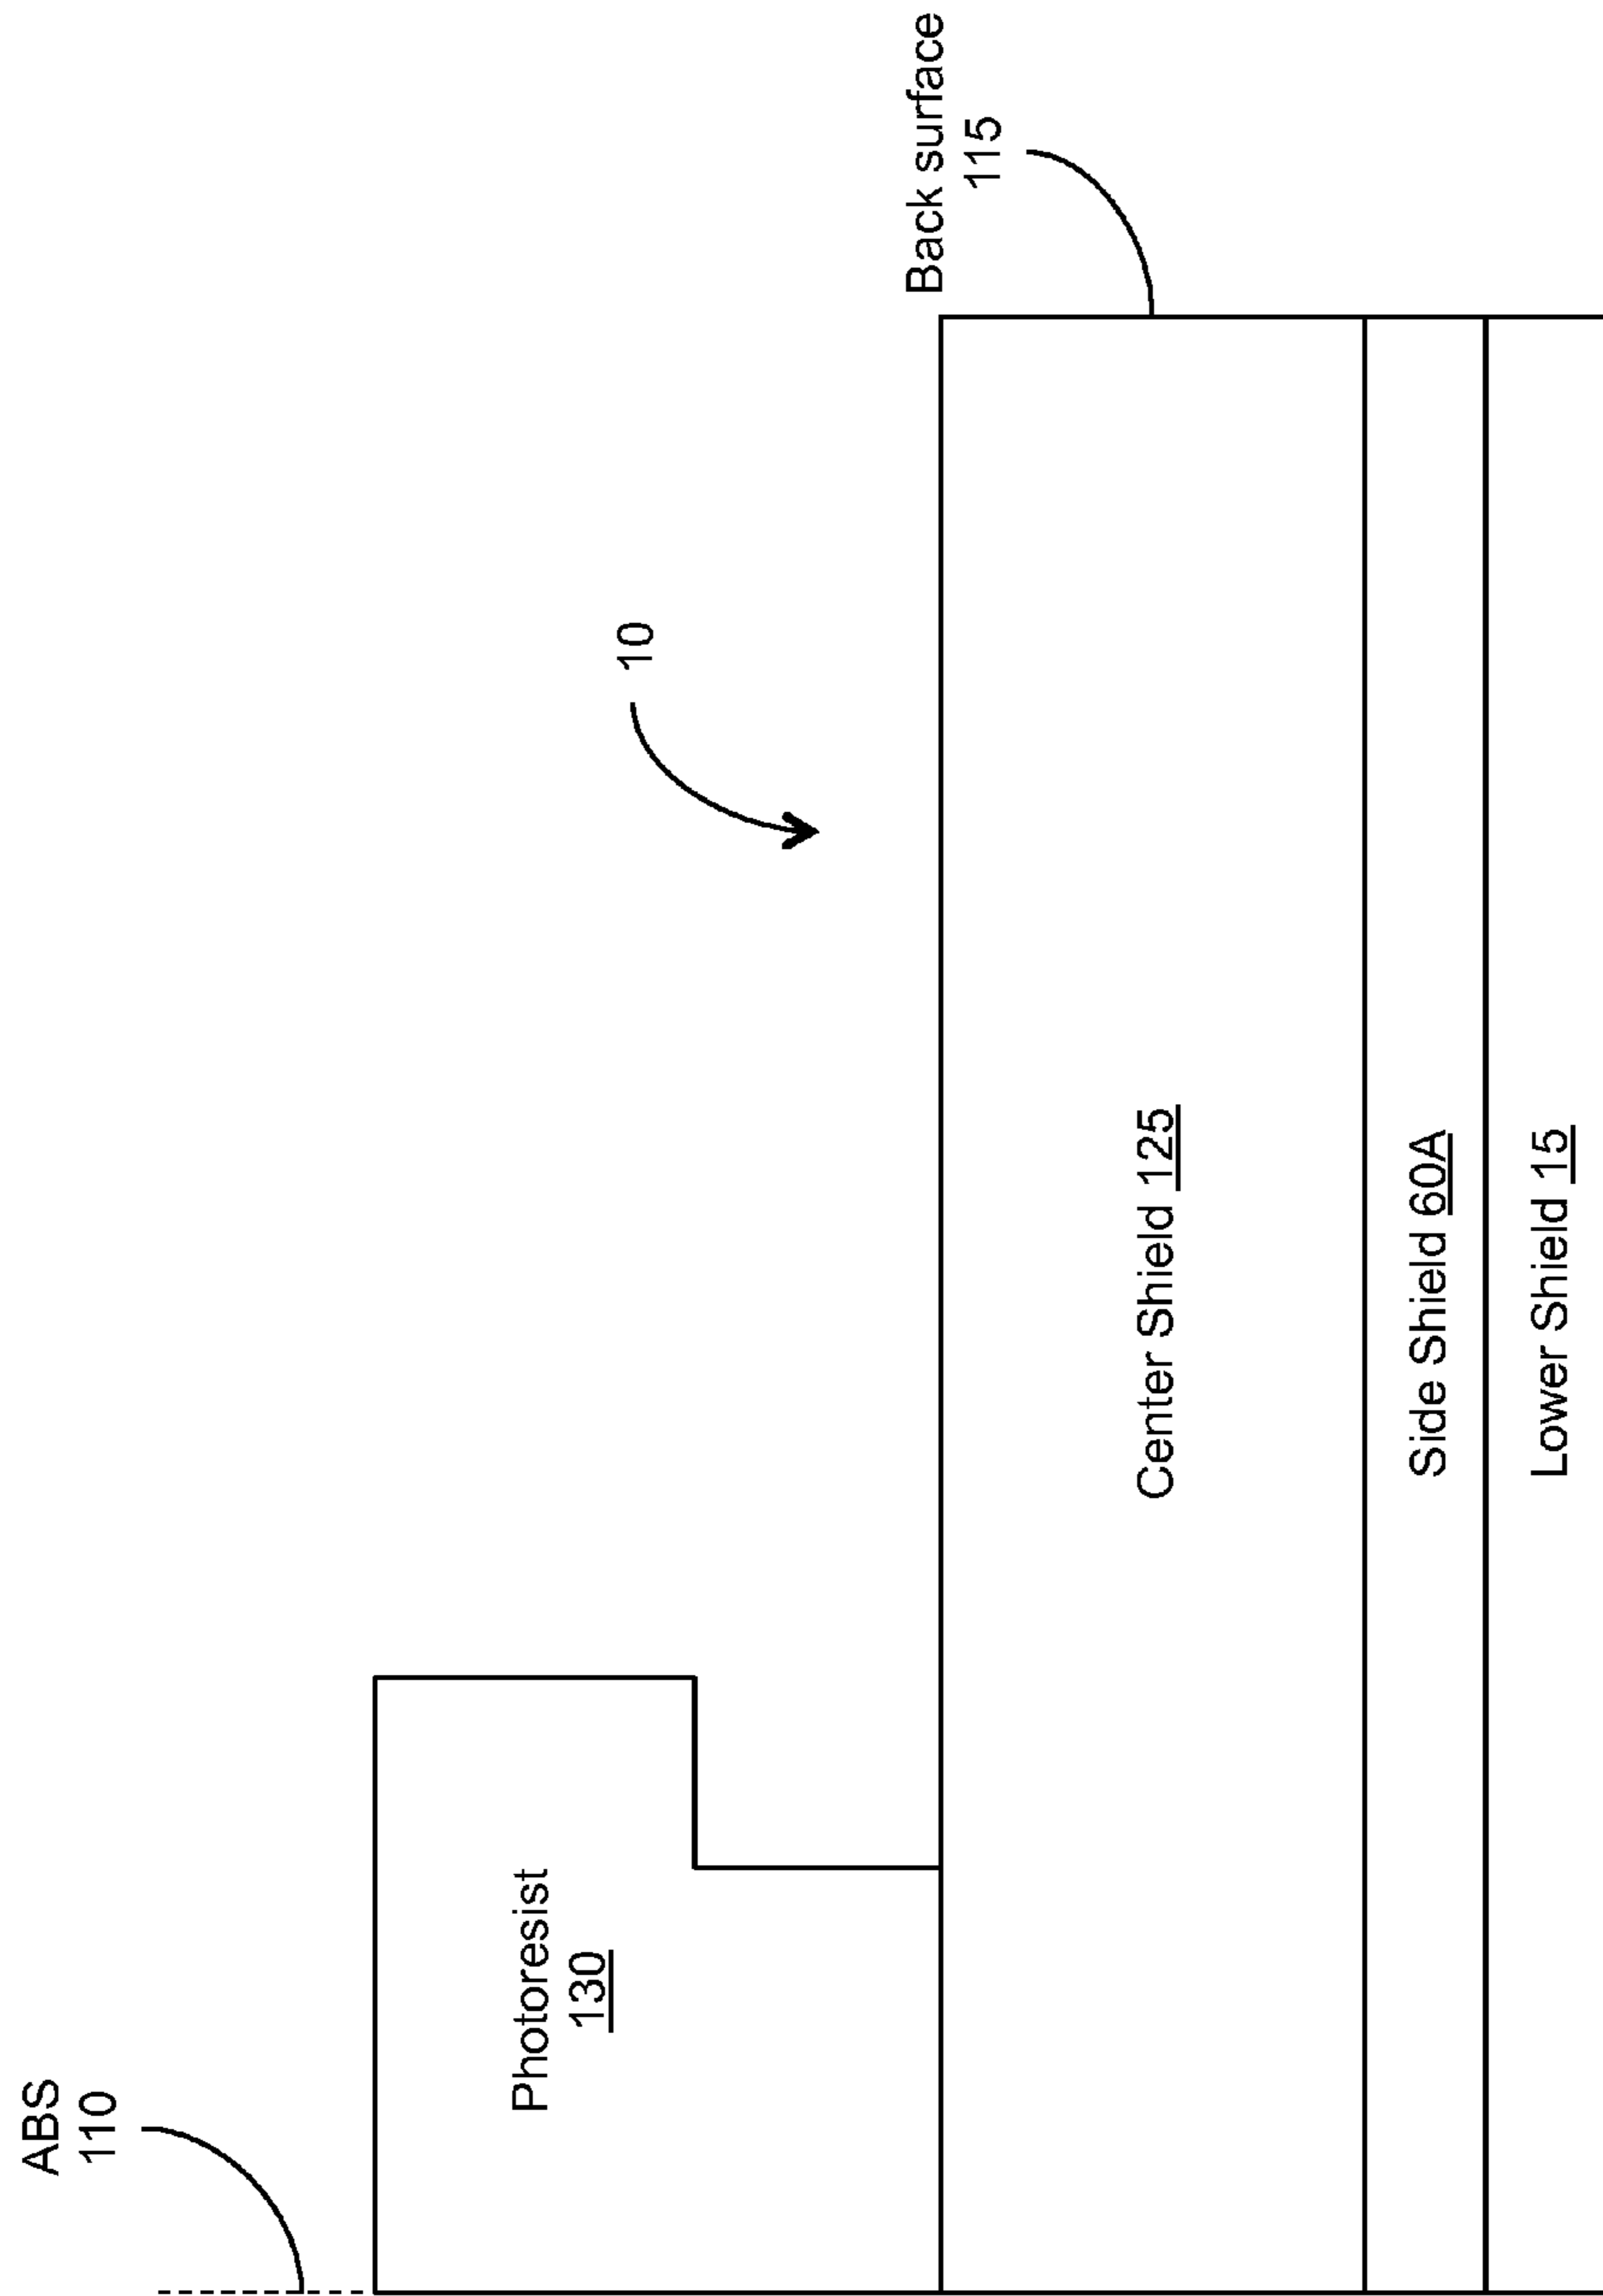 ABS
110
Photoresist
130
10
Back surface
115
Center Shield 125
Side Shield 60A
Lower Shield 15